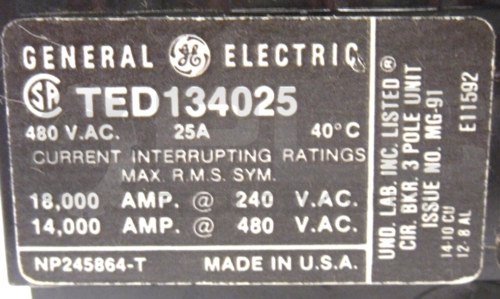 GENERAL GE ELECTRIC
SA TED134025
480 V.AC. 25A 40°C
CURRENT INTERRUPTING RATINGS
MAX. R.M.S. SYM.
18,000 AMP. @ 240 V.AC.
14,000 AMP. @ 480 V.AC.
NP245864-T MADE IN U.S.A.
UND. LAB. INC. LISTED ®
CIR. BKR. 3 POLE UNIT
ISSUE NO. MG-91 E11592
14-10 CU
12-8 AL